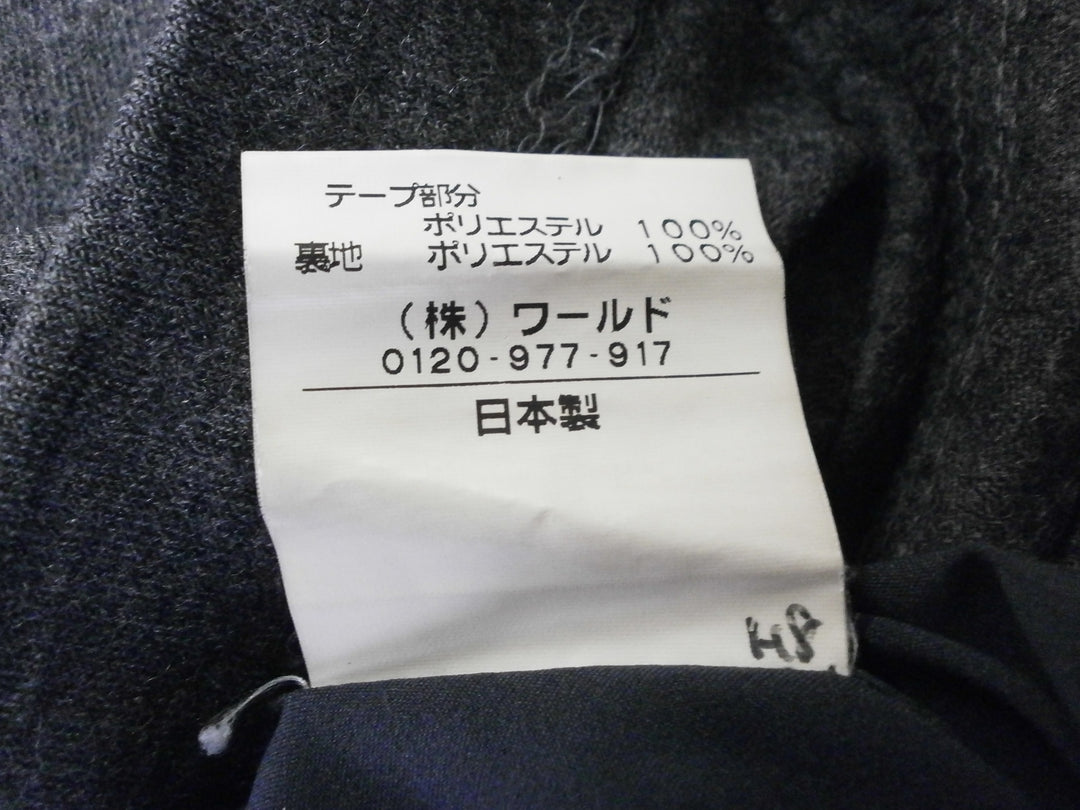 テープ部分
ポリエステル 100%
裏地 ポリエステル 100%
(株) ワールド
0120-977-917
日本製